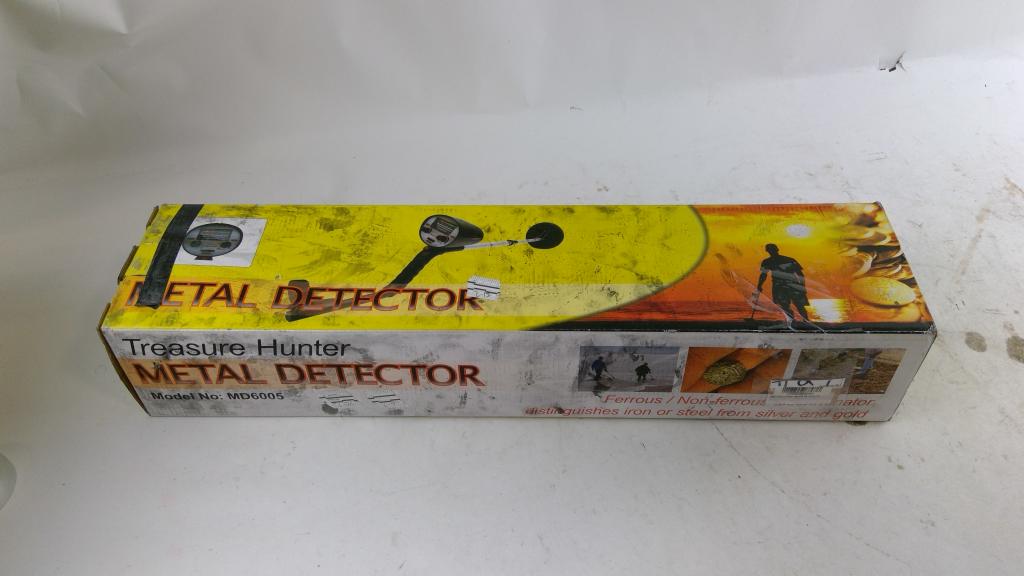 METAL DETECTOR
Treasure Hunter
METAL DETECTOR
Model No: MD6005
Ferrous / Non-ferrous
distinguishes iron or steel from silver and gold